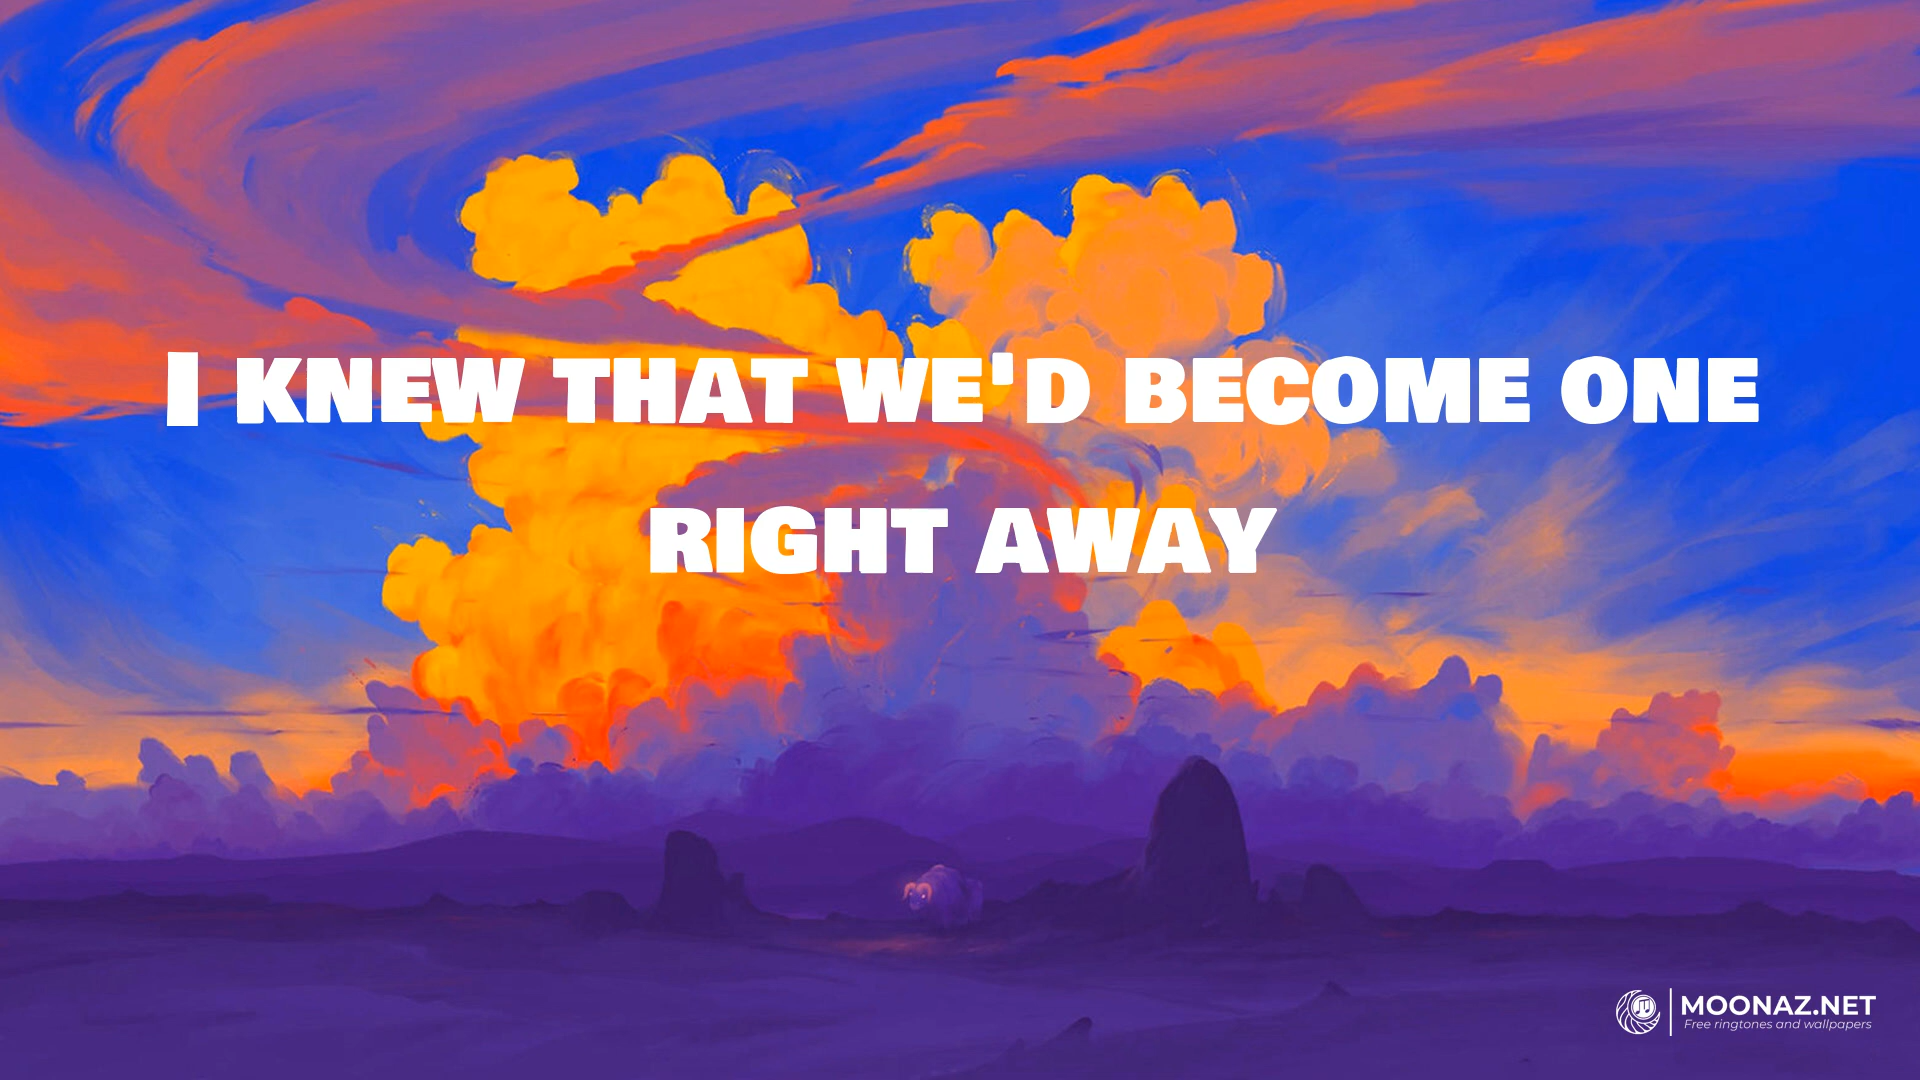 I KNEW THAT WE'D BECOME ONE
RIGHT AWAY
MOONAZ.NET
Free ringtones and wallpapers